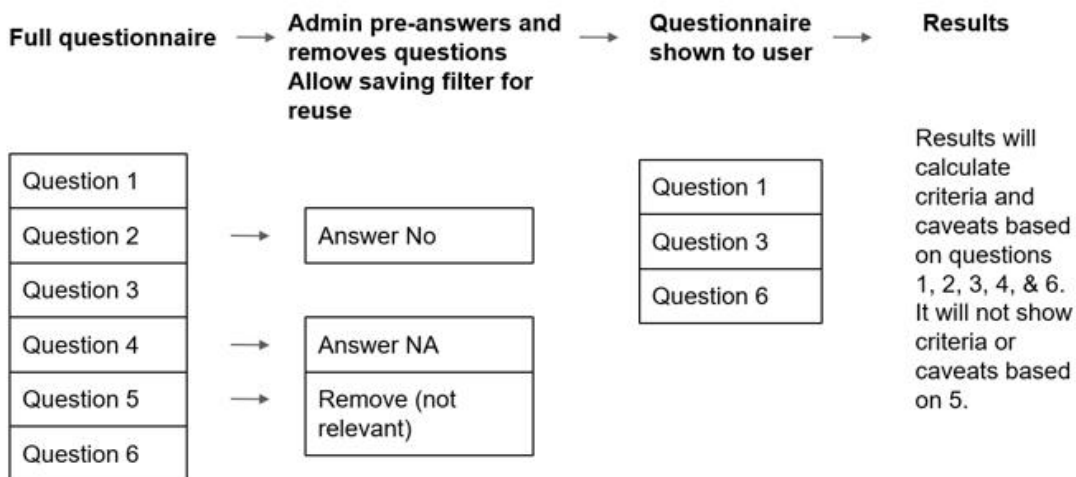 Full questionnaire
Admin pre-answers and
removes questions
Allow saving filter for
reuse
Questionnaire
shown to user
Results
Question 1
Question 2
Question 3
Question 4
Question 5
Question 6
Answer No
Answer NA
Remove (not
relevant)
Question 1
Question 3
Question 6
Results will
calculate
criteria and
caveats based
on questions
1, 2, 3, 4, & 6.
It will not show
criteria or
caveats based
on 5.